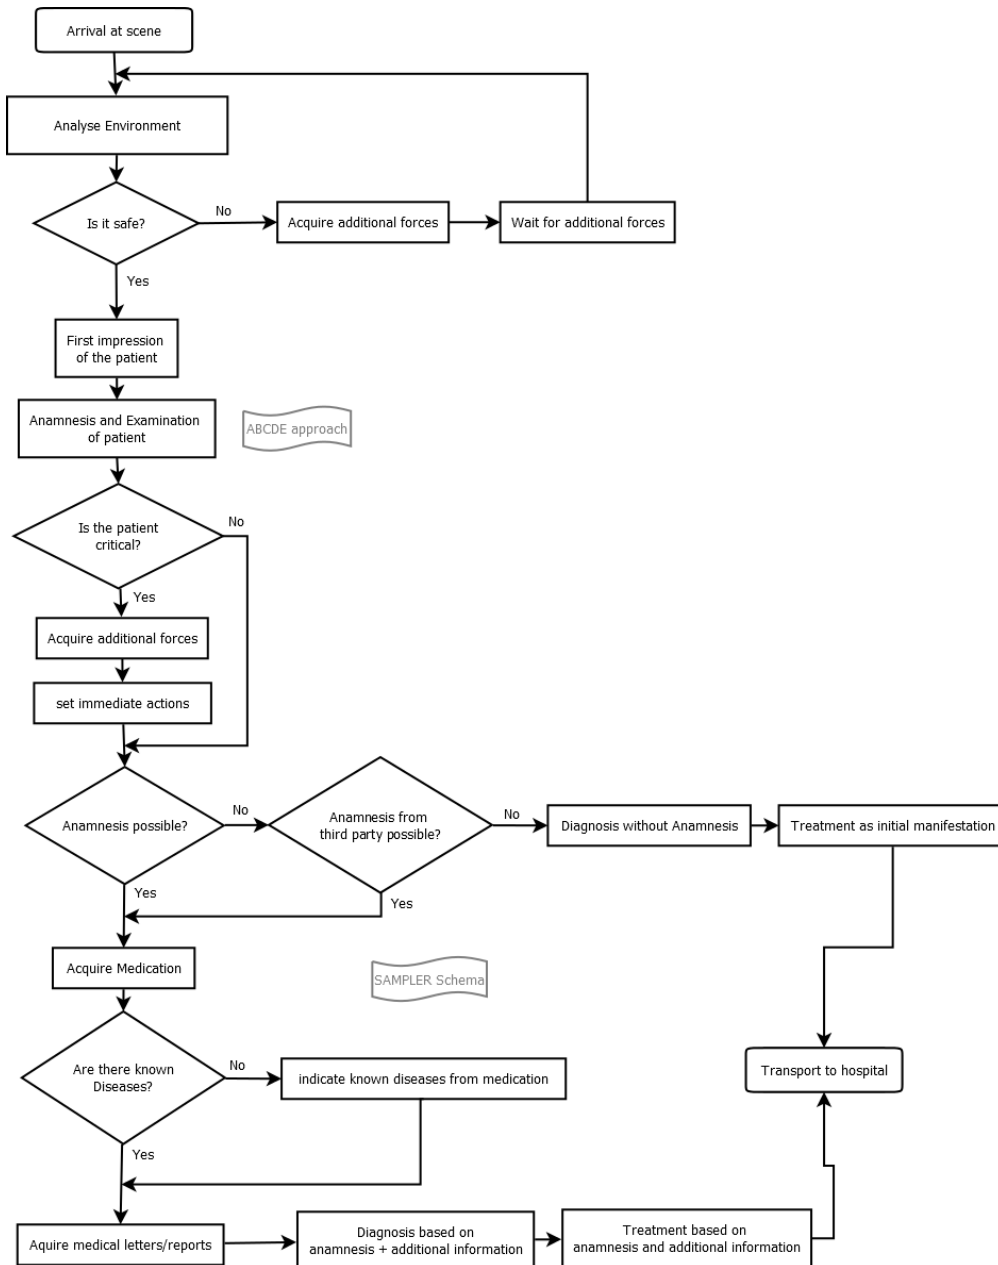 Arrival at scene
Analyse Environment
Is it safe?
No
Acquire additional forces
Wait for additional forces
Yes
First impression
of the patient
Anamnesis and Examination
of patient
ABCDE approach
Is the patient
critical?
No
Yes
Acquire additional forces
set immediate actions
Anamnesis possible?
No
Anamnesis from
third party possible?
No
Diagnosis without Anamnesis
Treatment as initial manifestation
Yes
Yes
Acquire Medication
SAMPLER Schema
Are there known
Diseases?
No
indicate known diseases from medication
Transport to hospital
Yes
Aquire medical letters/reports
Diagnosis based on
anamnesis + additional information
Treatment based on
anamnesis and additional information